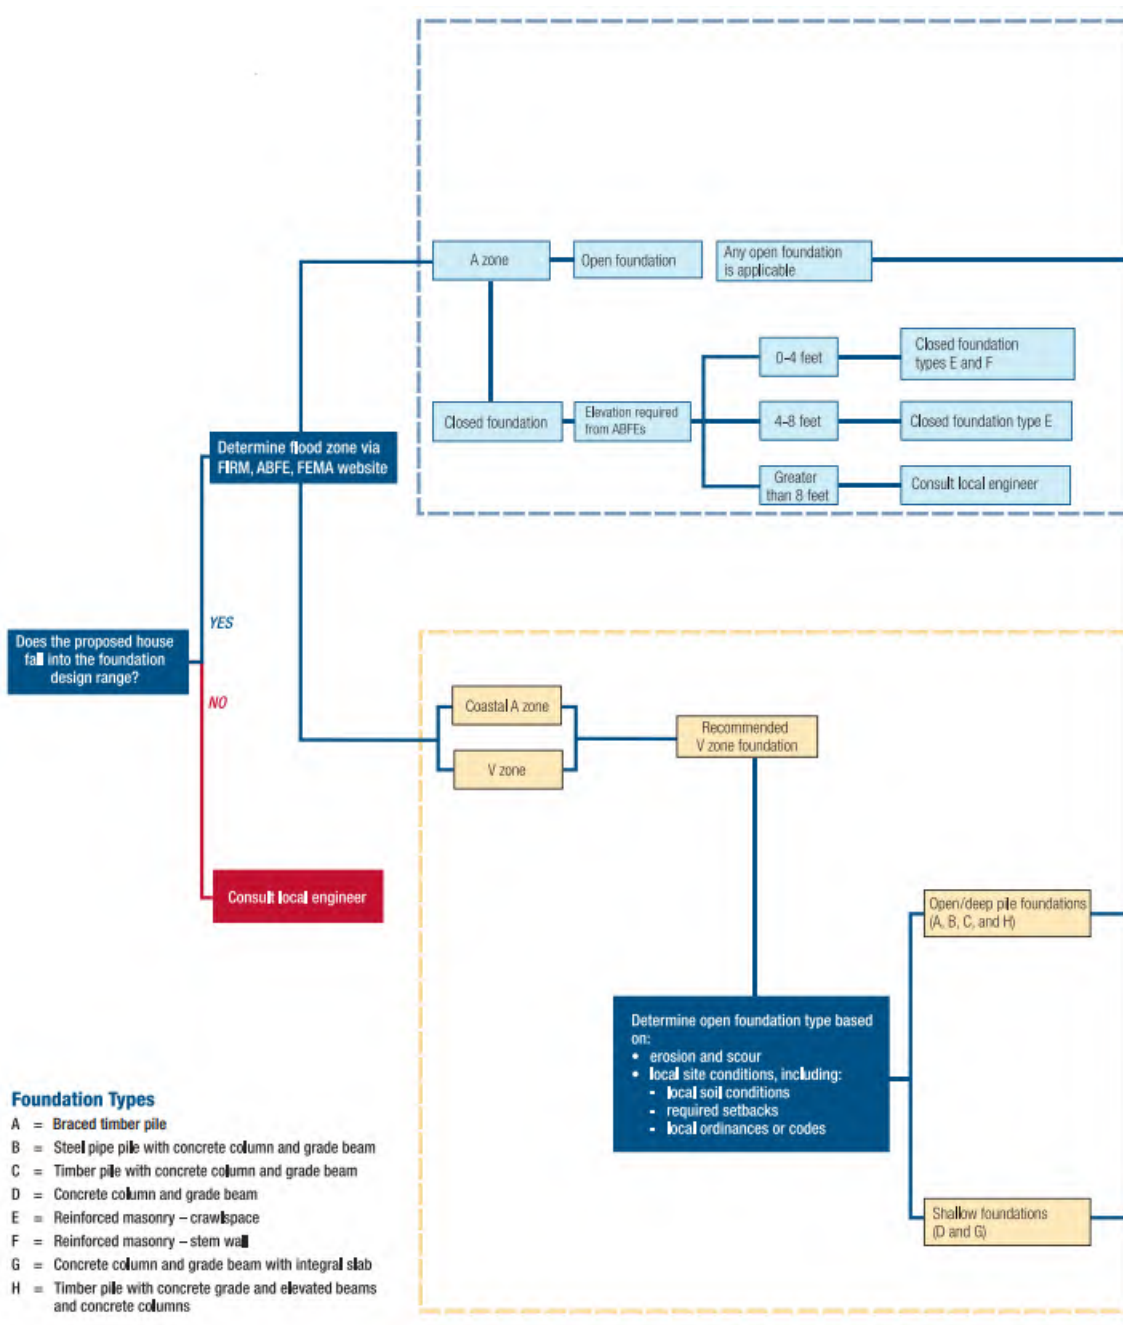 A zone
Open foundation
Any open foundation
is applicable
0-4 feet
Closed foundation
types E and F
Closed foundation
Elevation required
from ABFEs
4-8 feet
Closed foundation type E
Greater
than 8 feet
Consult local engineer
Determine flood zone via
FIRM, ABFE, FEMA website
YES
Does the proposed house
fall into the foundation
design range?
NO
Coastal A zone
V zone
Recommended
V zone foundation
Consult local engineer
Open/deep pile foundations
(A, B, C, and H)
Determine open foundation type based
on:
• erosion and scour
• local site conditions, including:
- local soil conditions
- required setbacks
- local ordinances or codes
Shallow foundations
(D and G)
Foundation Types
A = Braced timber pile
B = Steel pipe pile with concrete column and grade beam
C = Timber pile with concrete column and grade beam
D = Concrete column and grade beam
E = Reinforced masonry – crawlspace
F = Reinforced masonry – stem wall
G = Concrete column and grade beam with integral slab
H = Timber pile with concrete grade and elevated beams
and concrete columns